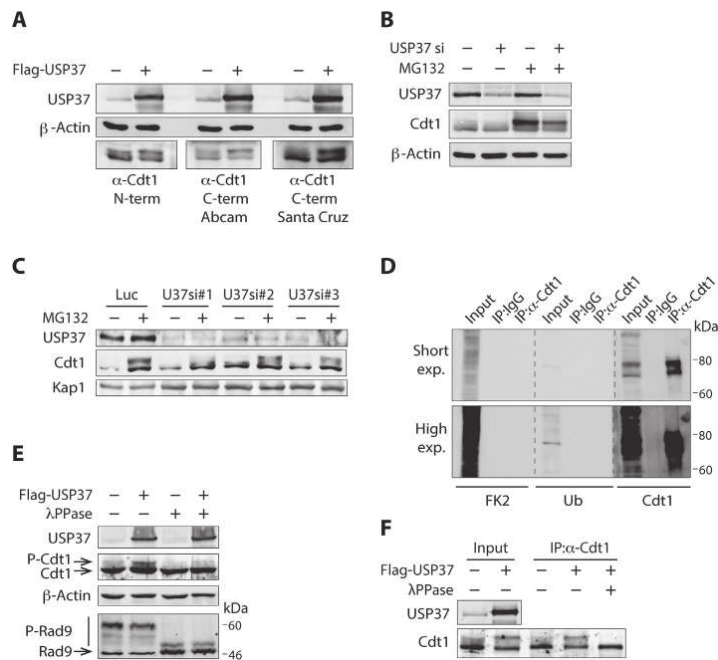 A
Flag-USP37 – + – + – +
USP37
β-Actin
α-Cdt1 α-Cdt1 α-Cdt1
N-term C-term C-term
Abcam Santa Cruz
B
USP37 si – + – +
MG132 – – + +
USP37
Cdt1
β-Actin
C
Luc U37si#1 U37si#2 U37si#3
MG132 – + – + – + – +
USP37
Cdt1
Kap1
D
Input IP:IgG IP:α-Cdt1 Input IP:IgG IP:α-Cdt1 Input IP:IgG IP:α-Cdt1
kDa
Short
exp.
80
60
High
exp.
80
60
FK2 Ub Cdt1
E
Flag-USP37 – + – +
λPPase – – + +
USP37
P-Cdt1
Cdt1
β-Actin
kDa
P-Rad9
60
Rad9
46
F
Input IP:α-Cdt1
Flag-USP37 – + – + +
λPPase – – +
USP37
Cdt1